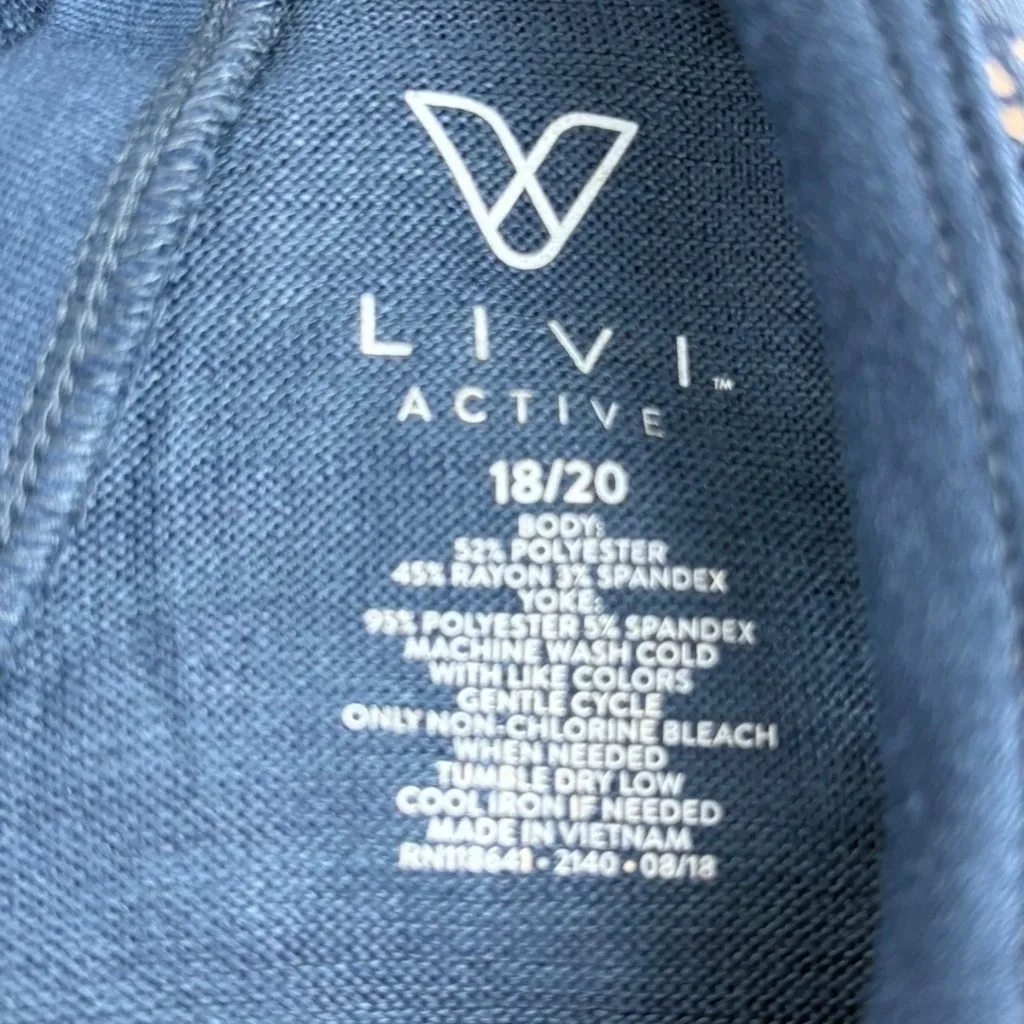 LIVI™
ACTIVE
18/20
BODY:
52% POLYESTER
45% RAYON 3% SPANDEX
YOKE:
95% POLYESTER 5% SPANDEX
MACHINE WASH COLD
WITH LIKE COLORS
GENTLE CYCLE
ONLY NON-CHLORINE BLEACH
WHEN NEEDED
TUMBLE DRY LOW
COOL IRON IF NEEDED
MADE IN VIETNAM
RN118641 • 2140 • 08/18